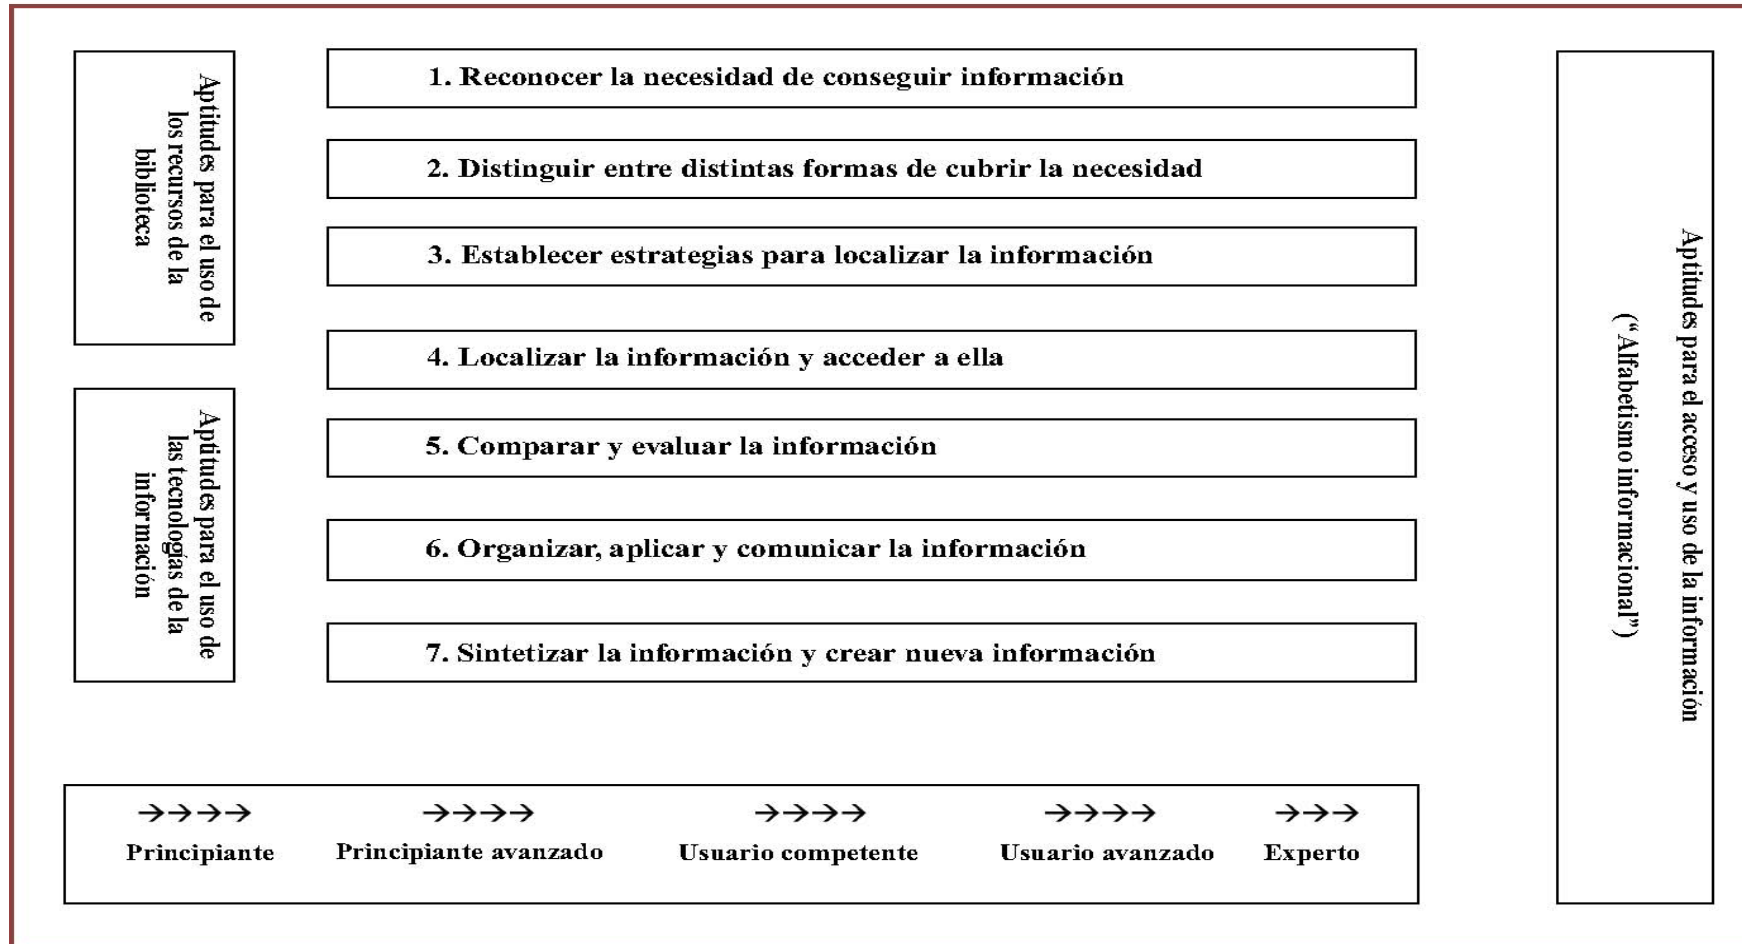 Aptitudes para el uso de
los recursos de la
biblioteca
Aptitudes para el uso de
las tecnologías de la
información
1. Reconocer la necesidad de conseguir información
2. Distinguir entre distintas formas de cubrir la necesidad
3. Establecer estrategias para localizar la información
4. Localizar la información y acceder a ella
5. Comparar y evaluar la información
6. Organizar, aplicar y comunicar la información
7. Sintetizar la información y crear nueva información
→→→→ →→→→ →→→→ →→→→ →→→
Principiante Principiante avanzado Usuario competente Usuario avanzado Experto
Aptitudes para el acceso y uso de la información
(“Alfabetismo informacional”)